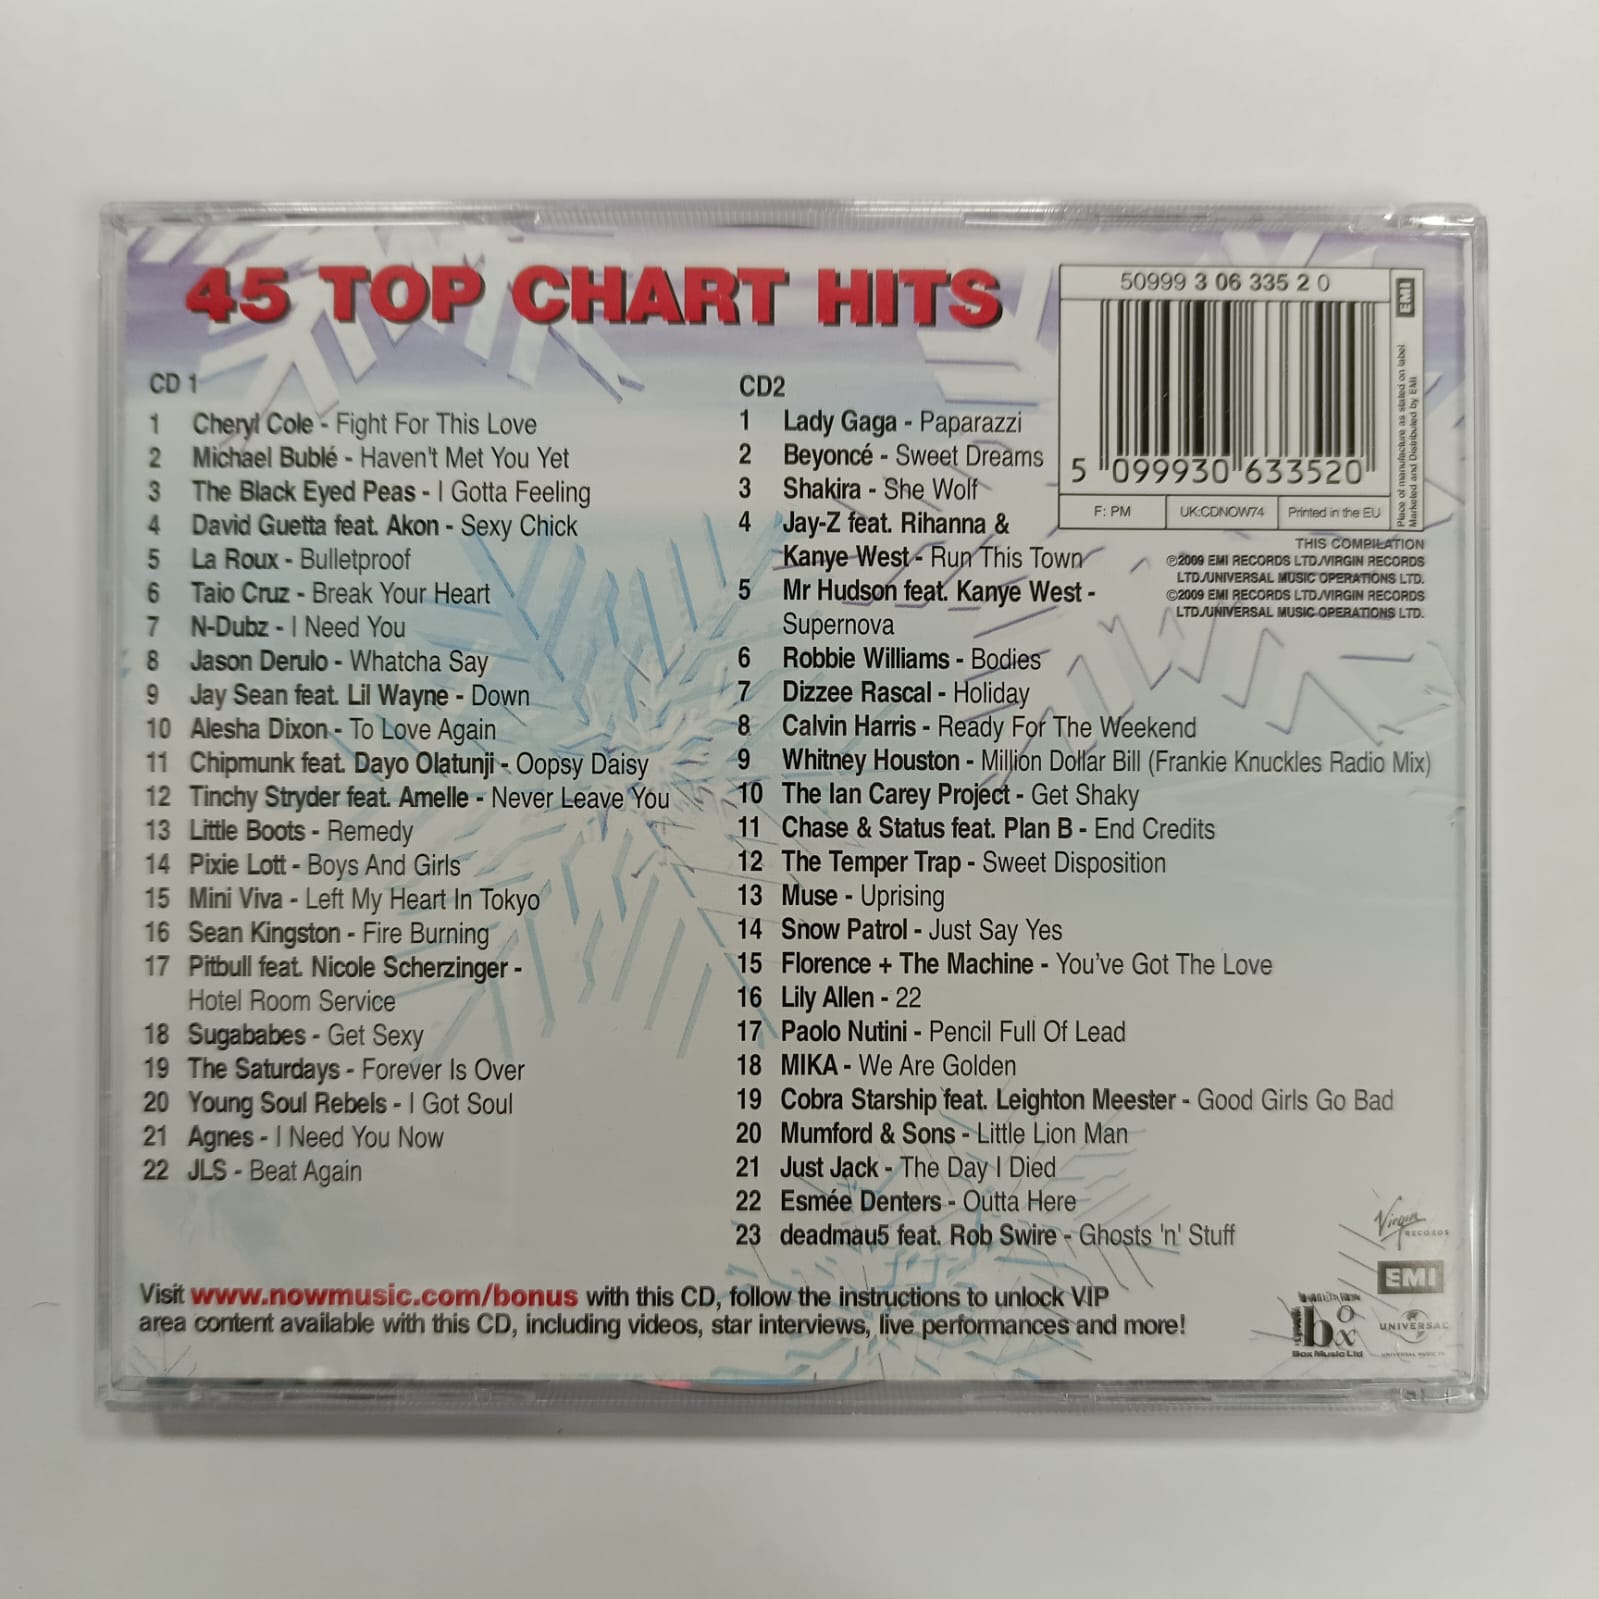 45 TOP CHART HITS
CD 1
1 Cheryl Cole - Fight For This Love
2 Michael Bublé - Haven't Met You Yet
3 The Black Eyed Peas - I Gotta Feeling
4 David Guetta feat. Akon - Sexy Chick
5 La Roux - Bulletproof
6 Taio Cruz - Break Your Heart
7 N-Dubz - I Need You
8 Jason Derulo - Whatcha Say
9 Jay Sean feat. Lil Wayne - Down
10 Alesha Dixon - To Love Again
11 Chipmunk feat. Dayo Olatunji - Oopsy Daisy
12 Tinchy Stryder feat. Amelle - Never Leave You
13 Little Boots - Remedy
14 Pixie Lott - Boys And Girls
15 Mini Viva - Left My Heart In Tokyo
16 Sean Kingston - Fire Burning
17 Pitbull feat. Nicole Scherzinger -
Hotel Room Service
18 Sugababes - Get Sexy
19 The Saturdays - Forever Is Over
20 Young Soul Rebels - I Got Soul
21 Agnes - I Need You Now
22 JLS - Beat Again
CD2
1 Lady Gaga - Paparazzi
2 Beyoncé - Sweet Dreams
3 Shakira - She Wolf
4 Jay-Z feat. Rihanna &
Kanye West - Run This Town
5 Mr Hudson feat. Kanye West -
Supernova
6 Robbie Williams - Bodies
7 Dizzee Rascal - Holiday
8 Calvin Harris - Ready For The Weekend
9 Whitney Houston - Million Dollar Bill (Frankie Knuckles Radio Mix)
10 The Ian Carey Project - Get Shaky
11 Chase & Status feat. Plan B - End Credits
12 The Temper Trap - Sweet Disposition
13 Muse - Uprising
14 Snow Patrol - Just Say Yes
15 Florence + The Machine - You've Got The Love
16 Lily Allen - 22
17 Paolo Nutini - Pencil Full Of Lead
18 MIKA - We Are Golden
19 Cobra Starship feat. Leighton Meester - Good Girls Go Bad
20 Mumford & Sons - Little Lion Man
21 Just Jack - The Day I Died
22 Esmée Denters - Outta Here
23 deadmau5 feat. Rob Swire - Ghosts 'n' Stuff
50999 3 06 335 2 0
5 099930 633520
F: PM UK:CDNOW74 Printed in the EU
EMI
Place of manufacture as stated on label
Marketed and Distributed by EMI
THIS COMPILATION
℗2009 EMI RECORDS LTD./VIRGIN RECORDS
LTD./UNIVERSAL MUSIC OPERATIONS LTD.
©2009 EMI RECORDS LTD./VIRGIN RECORDS
LTD./UNIVERSAL MUSIC OPERATIONS LTD.
Visit www.nowmusic.com/bonus with this CD, follow the instructions to unlock VIP
area content available with this CD, including videos, star interviews, live performances and more!
Virgin
RECORDS
EMI
box
Box Music Ltd
UNIVERSAL